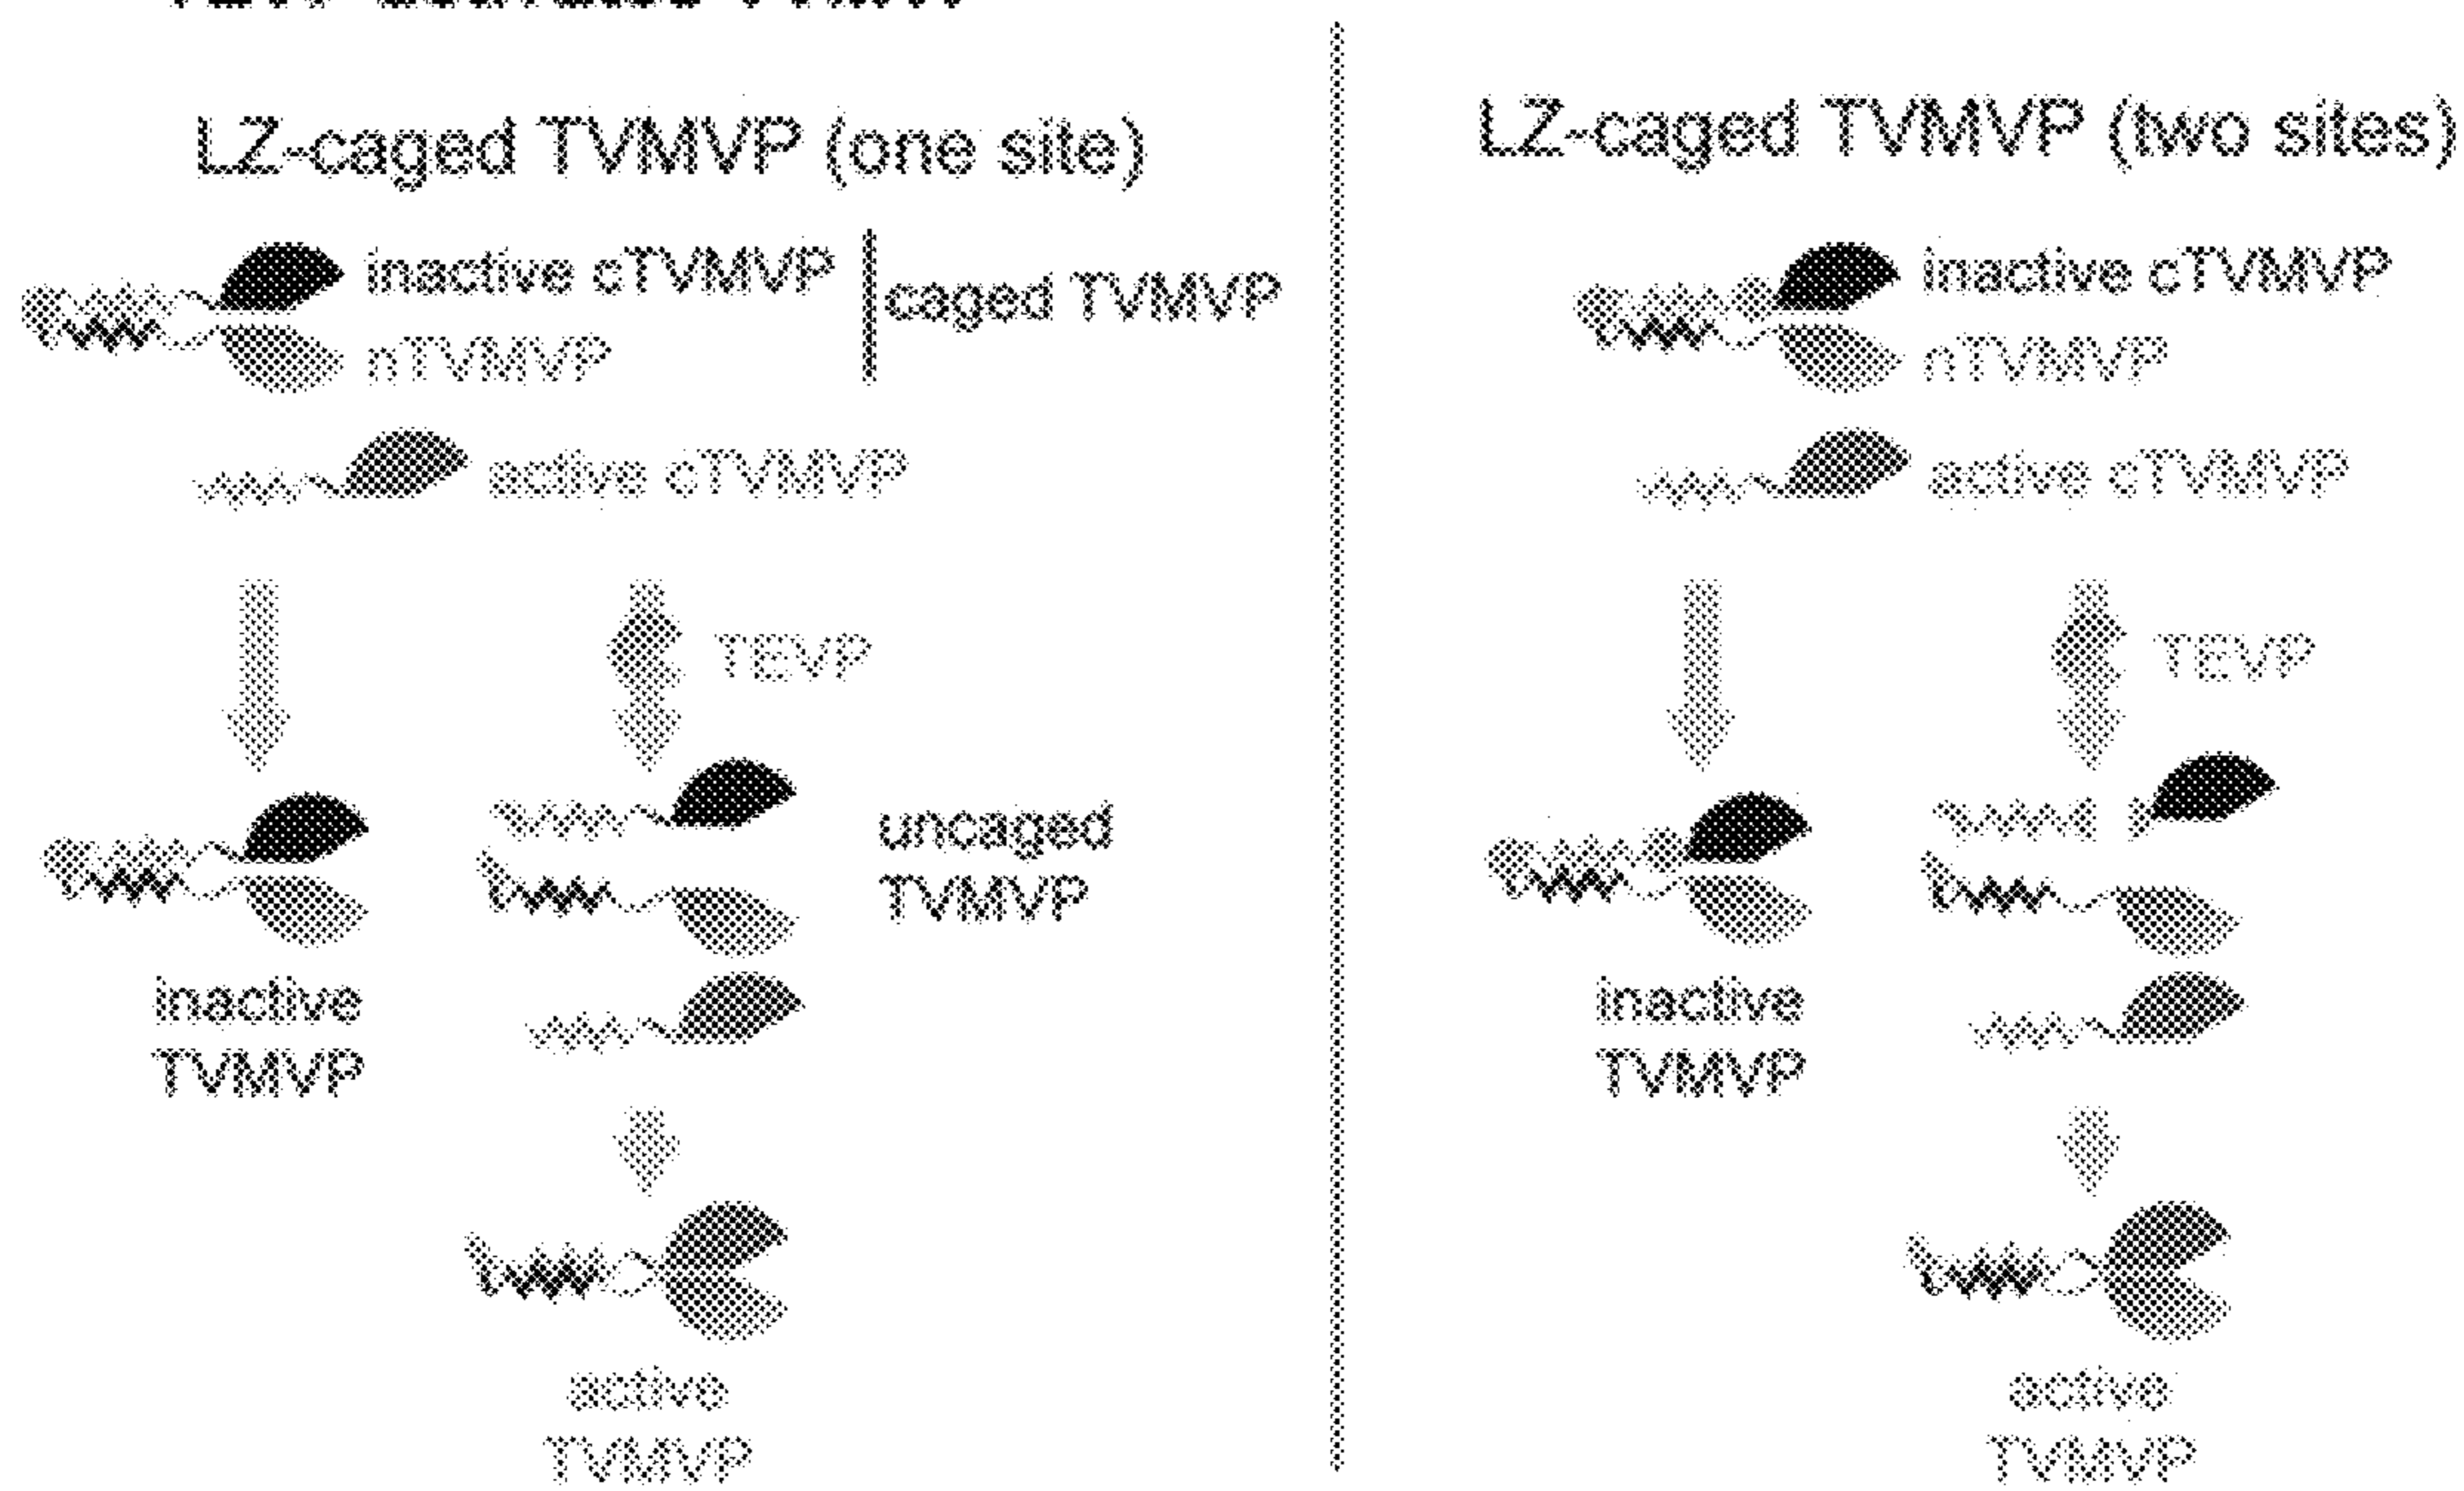 LZ-caged TVMVP (one site)
inactive cTVMVP
caged TVMVP
nTVMVP
active cTVMVP
TEVP
uncaged
TVMVP
inactive
TVMVP
active
TVMVP
LZ-caged TVMVP (two sites)
inactive cTVMVP
nTVMVP
active cTVMVP
TEVP
inactive
TVMVP
active
TVMVP